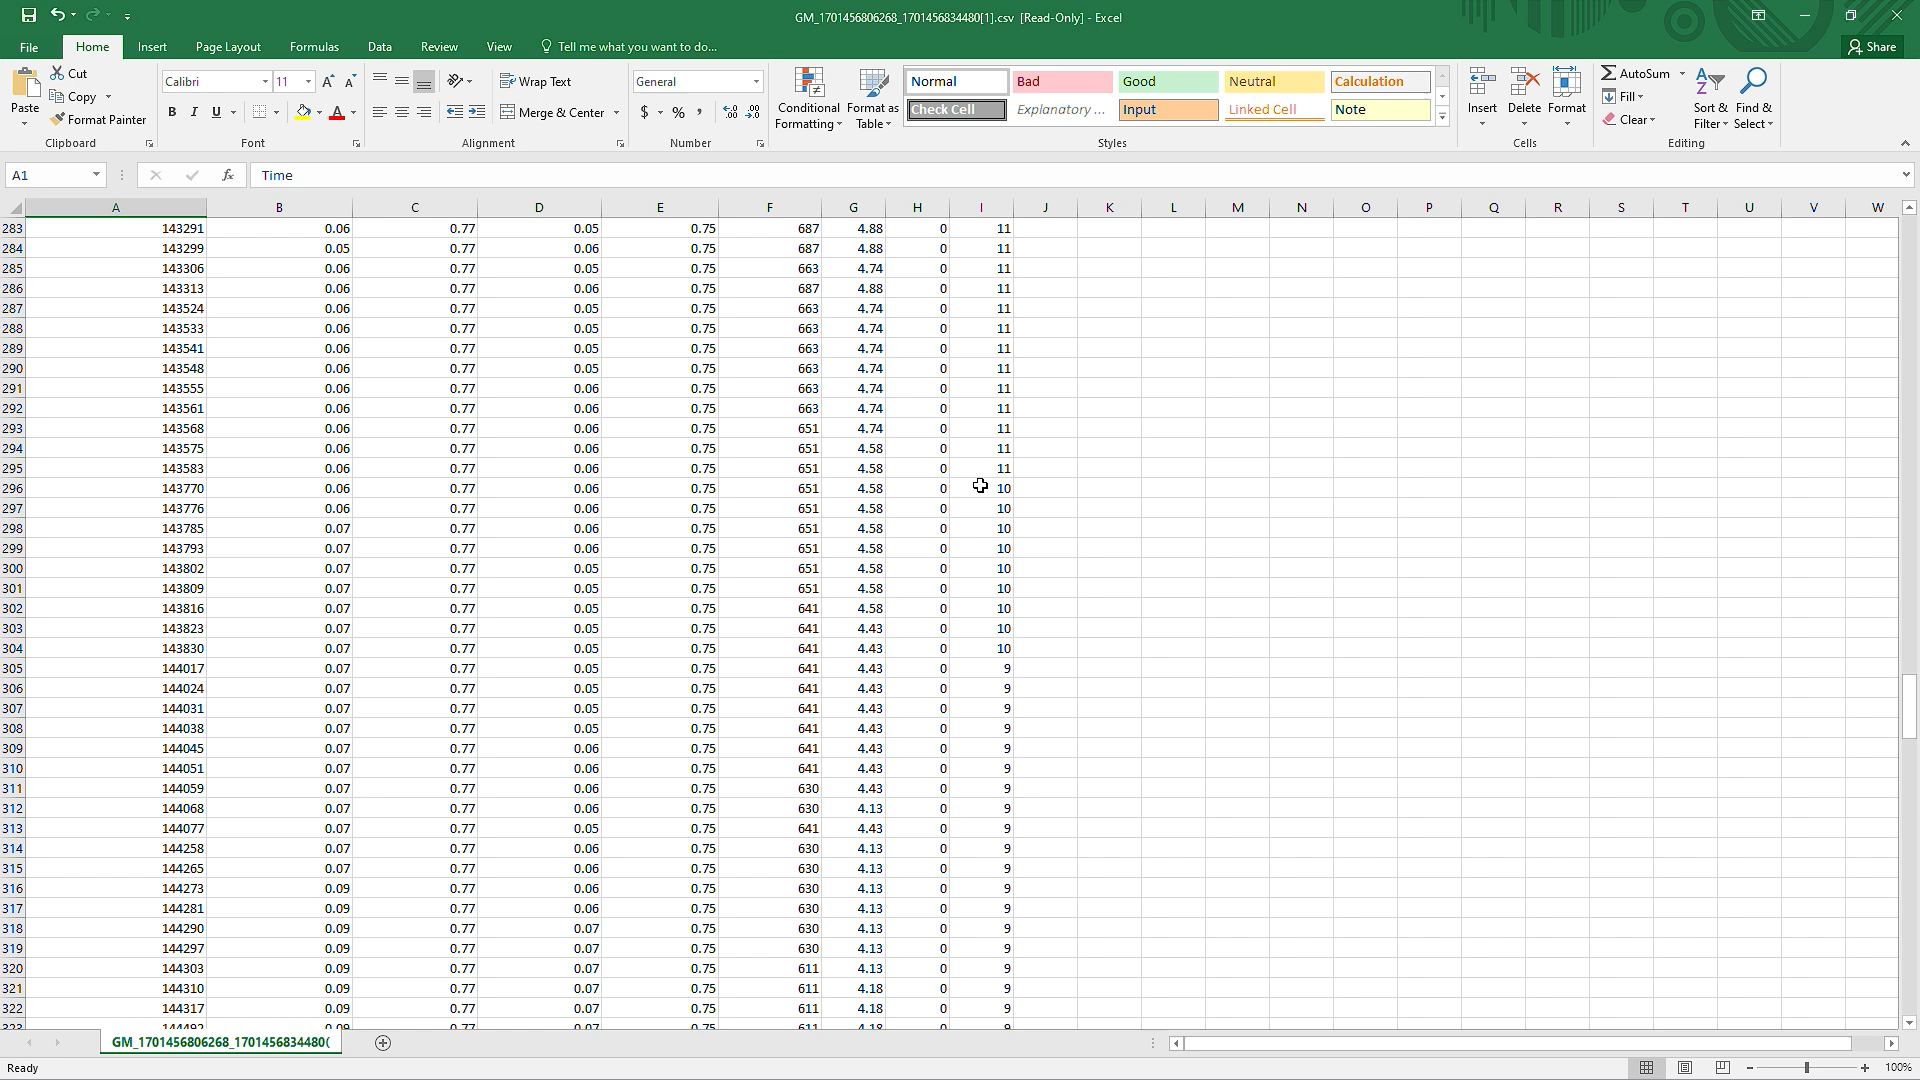 GM_1701456806268_1701456834480[1].csv [Read-Only] - Excel
File Home Insert Page Layout Formulas Data Review View Tell me what you want to do... Share
Paste Cut Copy Format Painter Clipboard
Calibri 11 A A B I U A Font
Wrap Text Merge & Center Alignment
General $ % , Number
Conditional Formatting Format as Table
Normal Bad Good Neutral Calculation
Check Cell Explanatory ... Input Linked Cell Note
Styles
Insert Delete Format Cells
AutoSum Fill Clear Sort & Filter Find & Select Editing
A1 fx Time
A B C D E F G H I J K L M N O P Q R S T U V W
283 143291 0.06 0.77 0.05 0.75 687 4.88 0 11
284 143299 0.05 0.77 0.06 0.75 687 4.88 0 11
285 143306 0.06 0.77 0.05 0.75 663 4.74 0 11
286 143313 0.06 0.77 0.06 0.75 687 4.88 0 11
287 143524 0.06 0.77 0.05 0.75 663 4.74 0 11
288 143533 0.06 0.77 0.05 0.75 663 4.74 0 11
289 143541 0.06 0.77 0.05 0.75 663 4.74 0 11
290 143548 0.06 0.77 0.05 0.75 663 4.74 0 11
291 143555 0.06 0.77 0.06 0.75 663 4.74 0 11
292 143561 0.06 0.77 0.06 0.75 663 4.74 0 11
293 143568 0.06 0.77 0.06 0.75 651 4.74 0 11
294 143575 0.06 0.77 0.06 0.75 651 4.58 0 11
295 143583 0.06 0.77 0.06 0.75 651 4.58 0 11
296 143770 0.06 0.77 0.06 0.75 651 4.58 0 10
297 143776 0.06 0.77 0.06 0.75 651 4.58 0 10
298 143785 0.07 0.77 0.06 0.75 651 4.58 0 10
299 143793 0.07 0.77 0.06 0.75 651 4.58 0 10
300 143802 0.07 0.77 0.05 0.75 651 4.58 0 10
301 143809 0.07 0.77 0.05 0.75 651 4.58 0 10
302 143816 0.07 0.77 0.05 0.75 641 4.58 0 10
303 143823 0.07 0.77 0.05 0.75 641 4.43 0 10
304 143830 0.07 0.77 0.05 0.75 641 4.43 0 10
305 144017 0.07 0.77 0.05 0.75 641 4.43 0 9
306 144024 0.07 0.77 0.05 0.75 641 4.43 0 9
307 144031 0.07 0.77 0.05 0.75 641 4.43 0 9
308 144038 0.07 0.77 0.05 0.75 641 4.43 0 9
309 144045 0.07 0.77 0.06 0.75 641 4.43 0 9
310 144051 0.07 0.77 0.06 0.75 641 4.43 0 9
311 144059 0.07 0.77 0.06 0.75 630 4.43 0 9
312 144068 0.07 0.77 0.06 0.75 630 4.13 0 9
313 144077 0.07 0.77 0.05 0.75 641 4.43 0 9
314 144258 0.07 0.77 0.06 0.75 630 4.13 0 9
315 144265 0.07 0.77 0.06 0.75 630 4.13 0 9
316 144273 0.09 0.77 0.06 0.75 630 4.13 0 9
317 144281 0.09 0.77 0.06 0.75 630 4.13 0 9
318 144290 0.09 0.77 0.07 0.75 630 4.13 0 9
319 144297 0.09 0.77 0.07 0.75 630 4.13 0 9
320 144303 0.09 0.77 0.07 0.75 611 4.13 0 9
321 144310 0.09 0.77 0.07 0.75 611 4.18 0 9
322 144317 0.09 0.77 0.07 0.75 611 4.18 0 9
323 144492 0.09 0.77 0.07 0.75 611 4.18 0 9
GM_1701456806268_1701456834480(
Ready 100%